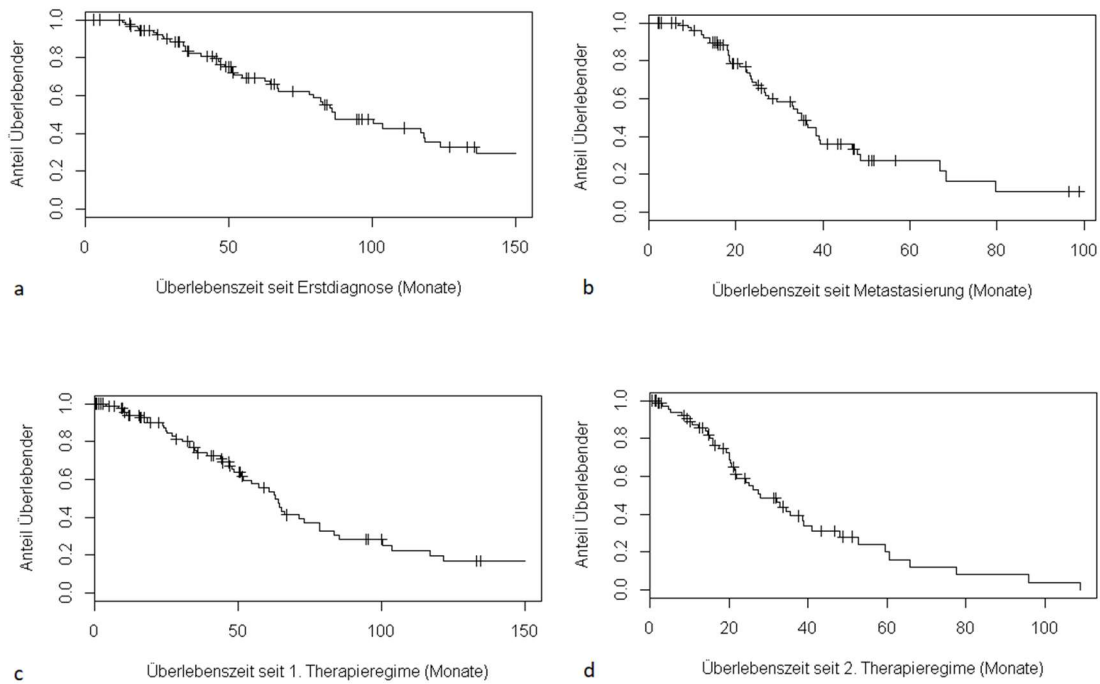 Anteil Überlebender
0.0 0.2 0.4 0.6 0.8 1.0
0 50 100 150
a Überlebenszeit seit Erstdiagnose (Monate)
Anteil Überlebender
0.0 0.2 0.4 0.6 0.8 1.0
0 20 40 60 80 100
b Überlebenszeit seit Metastasierung (Monate)
Anteil Überlebender
0.0 0.2 0.4 0.6 0.8 1.0
0 50 100 150
c Überlebenszeit seit 1. Therapieregime (Monate)
Anteil Überlebender
0.0 0.2 0.4 0.6 0.8 1.0
0 20 40 60 80 100
d Überlebenszeit seit 2. Therapieregime (Monate)